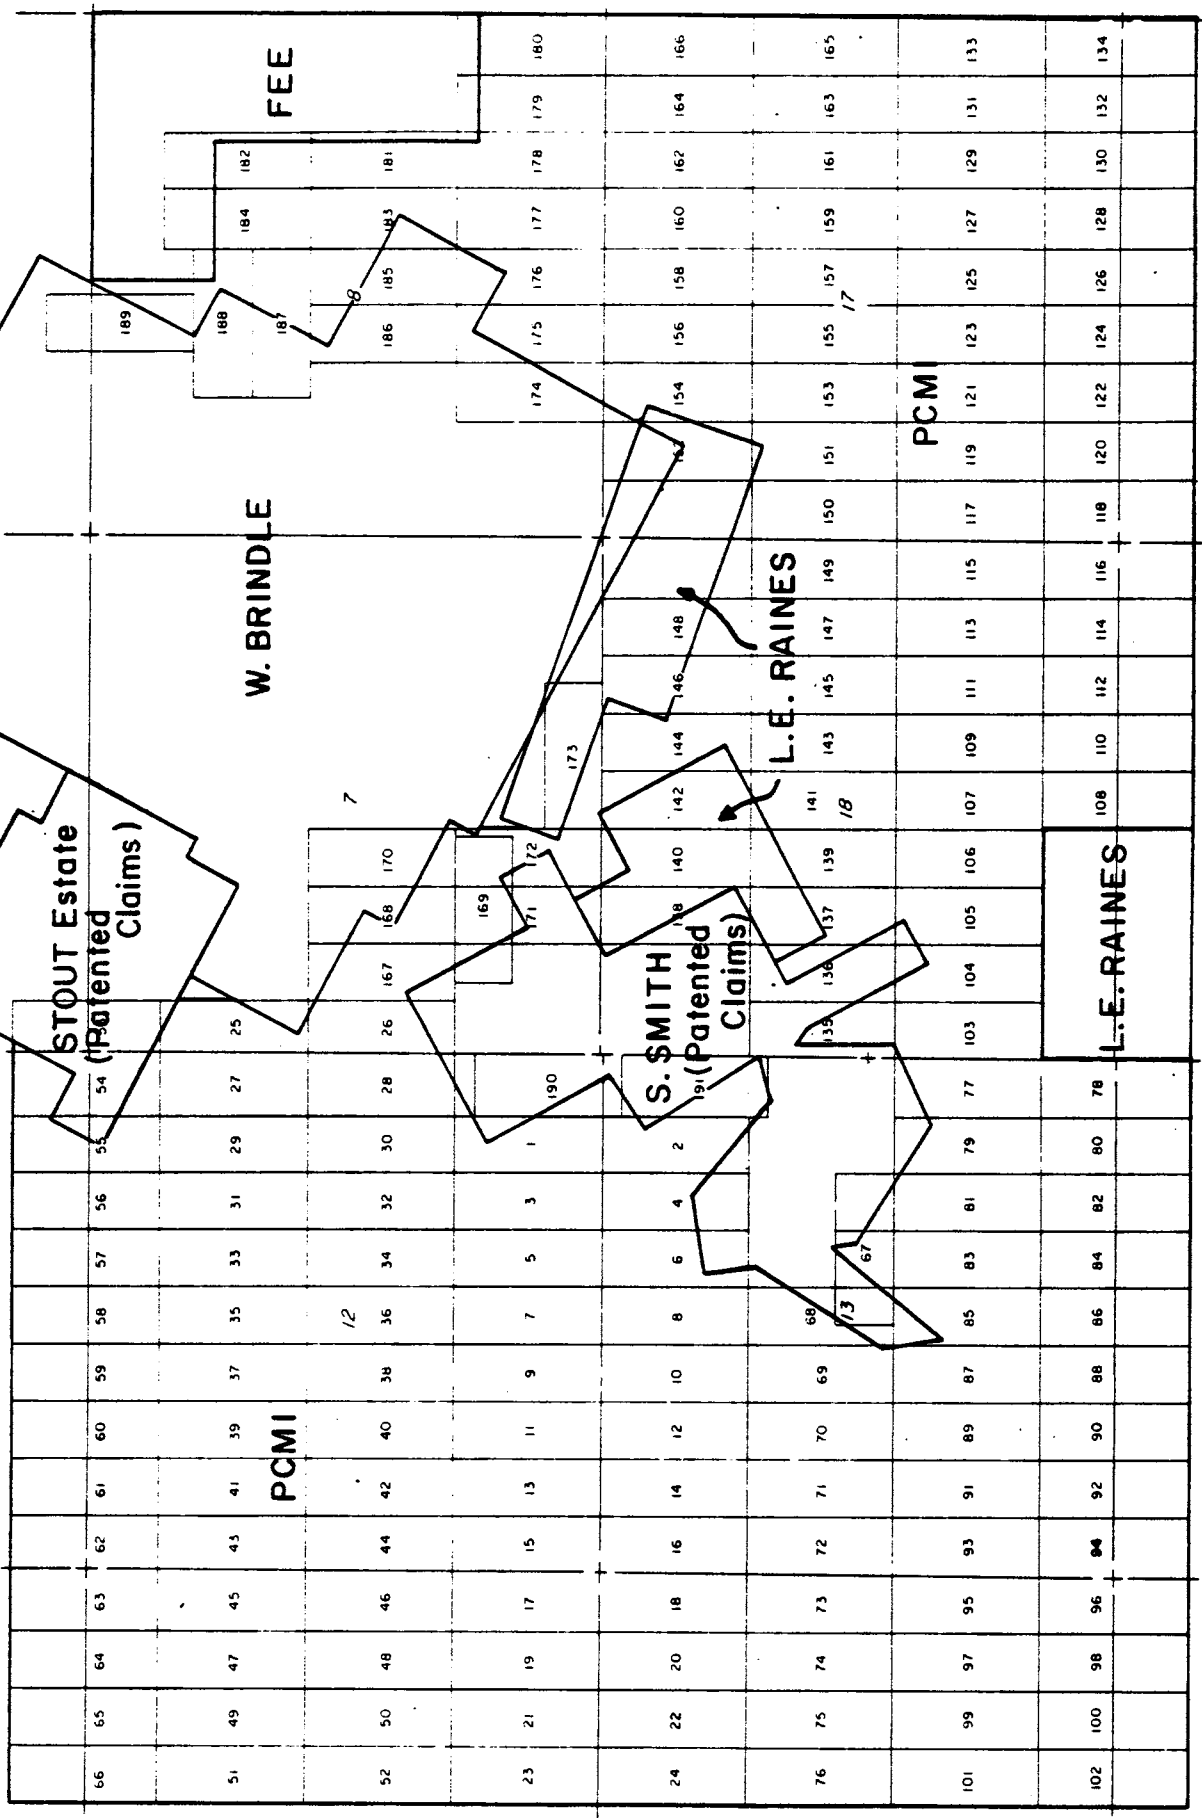 STOUT Estate
(Patented
Claims)
66 65 64 63 62 61 60 59 58 57 56 55 54 189
W. BRINDLE
FEE
51 49 47 45 43 41 39 37 35 33 31 29 27 25 188 187 184 182
PCMI
12
7
8
52 50 48 46 44 42 40 38 36 34 32 30 28 26 167 168 170 186 185 183 181
169
23 21 19 17 15 13 11 9 7 5 3 1 190 171 172 174 175 176 177 178 179 180
173
24 22 20 18 16 14 12 10 8 6 4 2 191 138 140 142 144 146 148 154 156 158 160 162 164 166
S. SMITH
(Patented
Claims)
L.E. RAINES
76 75 74 73 72 71 70 69 68 67 135 136 137 139 141 143 145 147 149 150 151 153 155 157 159 161 163 165
13
18
17
PCMI
101 99 97 95 93 91 89 87 85 83 81 79 77 103 104 105 106 107 109 111 113 115 117 119 121 123 125 127 129 131 133
102 100 98 96 94 92 90 88 86 84 82 80 78 108 110 112 114 116 118 120 122 124 126 128 130 132 134
L.E. RAINES